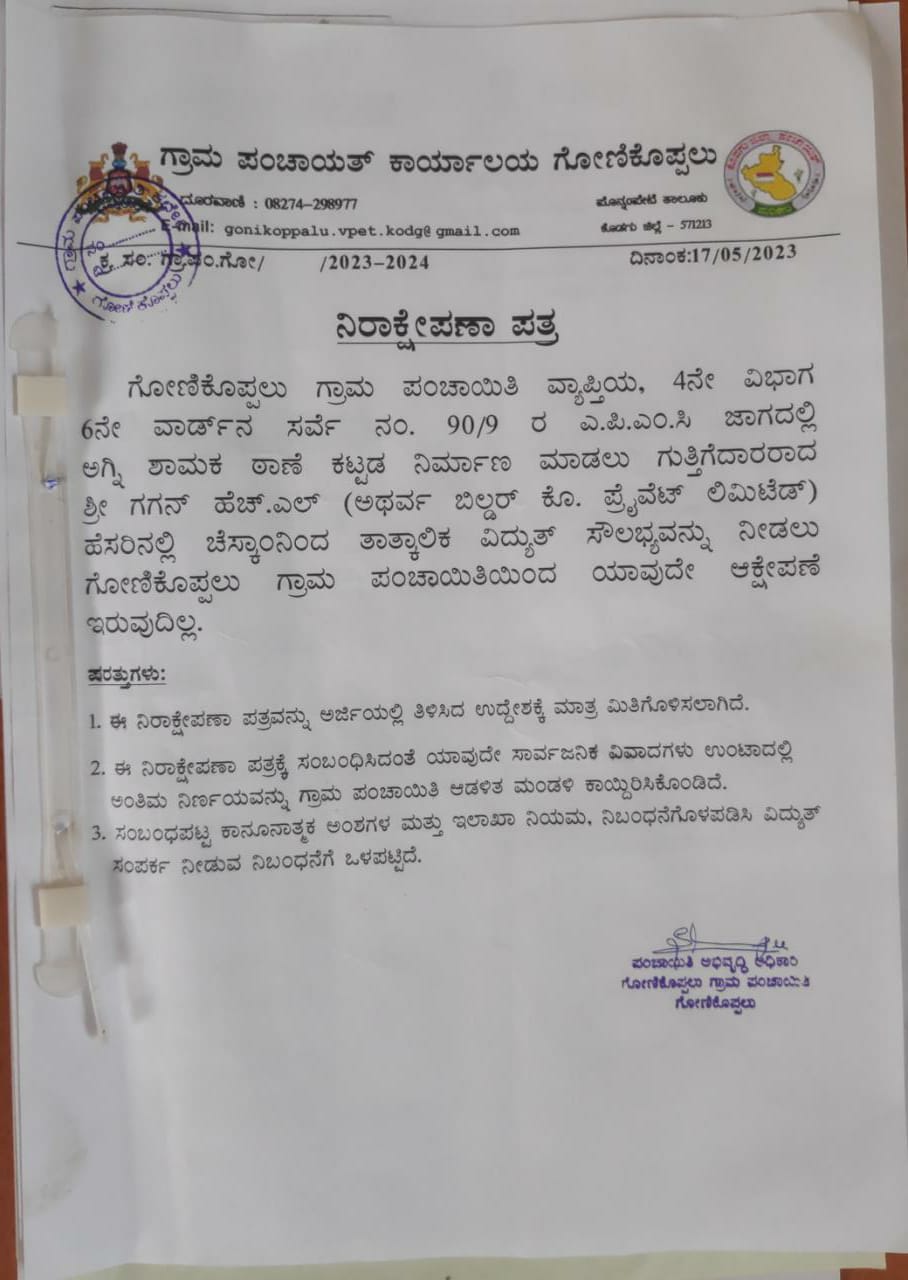 ಗ್ರಾಮ ಪಂಚಾಯತ್ ಕಾರ್ಯಾಲಯ ಗೋಣಿಕೊಪ್ಪಲು
ದೂರವಾಣಿ : 08274-298977
ಪೊನ್ನಂಪೇಟೆ ತಾಲೂಕು
E-mail: gonikoppalu.vpet.kodg@gmail.com
ಕೊಡಗು ಜಿಲ್ಲೆ - 571213
ಕ್ರ. ಸಂ: ಗ್ರಾ.ಪಂ.ಗೋ/ /2023-2024
ದಿನಾಂಕ:17/05/2023
ನಿರಾಕ್ಷೇಪಣಾ ಪತ್ರ
ಗೋಣಿಕೊಪ್ಪಲು ಗ್ರಾಮ ಪಂಚಾಯಿತಿ ವ್ಯಾಪ್ತಿಯ, 4ನೇ ವಿಭಾಗ
6ನೇ ವಾರ್ಡ್‌ನ ಸರ್ವೆ ನಂ. 90/9 ರ ಎ.ಪಿ.ಎಂ.ಸಿ ಜಾಗದಲ್ಲಿ
ಅಗ್ನಿ ಶಾಮಕ ಠಾಣೆ ಕಟ್ಟಡ ನಿರ್ಮಾಣ ಮಾಡಲು ಗುತ್ತಿಗೆದಾರರಾದ
ಶ್ರೀ ಗಗನ್ ಹೆಚ್.ಎಲ್ (ಅಥರ್ವ ಬಿಲ್ಡರ್ ಕೊ. ಪ್ರೈವೆಟ್ ಲಿಮಿಟೆಡ್)
ಹೆಸರಿನಲ್ಲಿ ಚೆಸ್ಕಾಂನಿಂದ ತಾತ್ಕಾಲಿಕ ವಿದ್ಯುತ್ ಸೌಲಭ್ಯವನ್ನು ನೀಡಲು
ಗೋಣಿಕೊಪ್ಪಲು ಗ್ರಾಮ ಪಂಚಾಯಿತಿಯಿಂದ ಯಾವುದೇ ಆಕ್ಷೇಪಣೆ
ಇರುವುದಿಲ್ಲ.
ಷರತ್ತುಗಳು:
1. ಈ ನಿರಾಕ್ಷೇಪಣಾ ಪತ್ರವನ್ನು ಅರ್ಜಿಯಲ್ಲಿ ತಿಳಿಸಿದ ಉದ್ದೇಶಕ್ಕೆ ಮಾತ್ರ ಮಿತಿಗೊಳಿಸಲಾಗಿದೆ.
2. ಈ ನಿರಾಕ್ಷೇಪಣಾ ಪತ್ರಕ್ಕೆ ಸಂಬಂಧಿಸಿದಂತೆ ಯಾವುದೇ ಸಾರ್ವಜನಿಕ ವಿವಾದಗಳು ಉಂಟಾದಲ್ಲಿ
ಅಂತಿಮ ನಿರ್ಣಯವನ್ನು ಗ್ರಾಮ ಪಂಚಾಯಿತಿ ಆಡಳಿತ ಮಂಡಳಿ ಕಾಯ್ದಿರಿಸಿಕೊಂಡಿದೆ.
3. ಸಂಬಂಧಪಟ್ಟ ಕಾನೂನಾತ್ಮಕ ಅಂಶಗಳ ಮತ್ತು ಇಲಾಖಾ ನಿಯಮ, ನಿಬಂಧನೆಗೊಳಪಡಿಸಿ ವಿದ್ಯುತ್
ಸಂಪರ್ಕ ನೀಡುವ ನಿಬಂಧನೆಗೆ ಒಳಪಟ್ಟಿದೆ.
ಪಂಚಾಯಿತಿ ಅಭಿವೃದ್ಧಿ ಅಧಿಕಾರಿ
ಗೋಣಿಕೊಪ್ಪಲು ಗ್ರಾಮ ಪಂಚಾಯಿತಿ
ಗೋಣಿಕೊಪ್ಪಲು